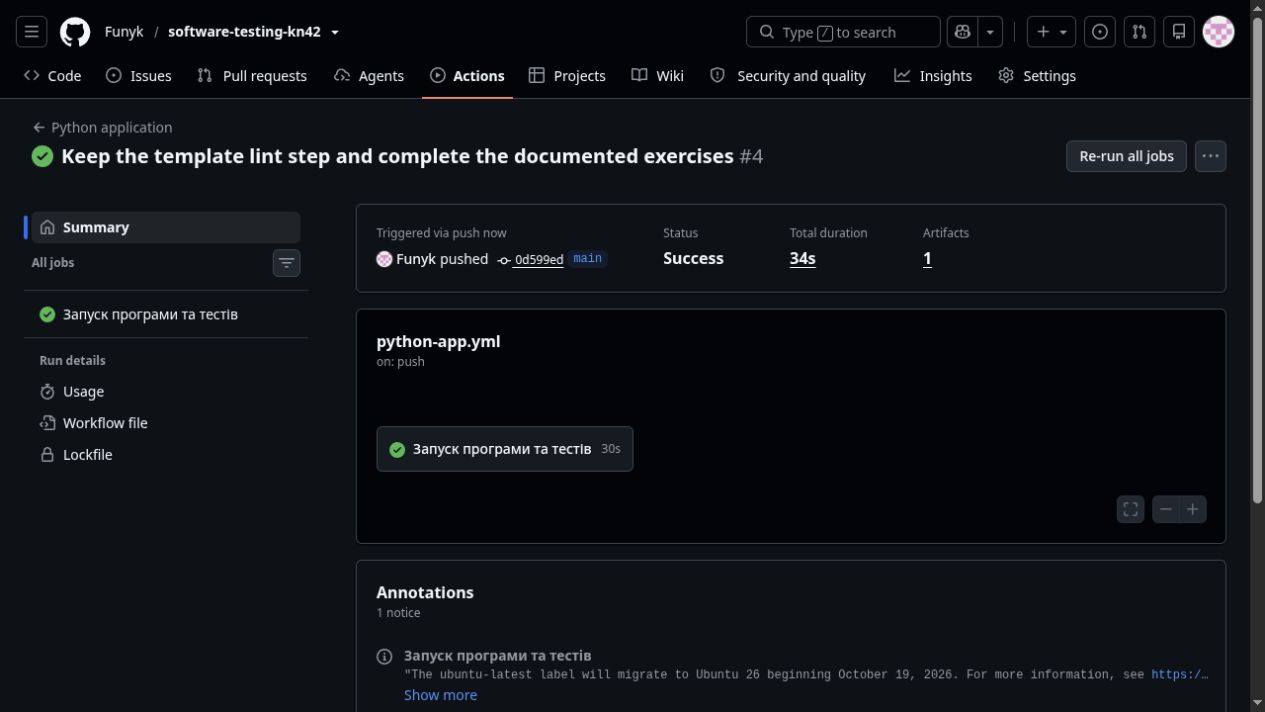 Funyk / software-testing-kn42
Type / to search
Code
Issues
Pull requests
Agents
Actions
Projects
Wiki
Security and quality
Insights
Settings
Python application
Keep the template lint step and complete the documented exercises #4
Re-run all jobs
Summary
All jobs
Запуск програми та тестів
Run details
Usage
Workflow file
Lockfile
Triggered via push now
Funyk pushed 0d599ed main
Status
Success
Total duration
34s
Artifacts
1
python-app.yml
on: push
Запуск програми та тестів 30s
Annotations
1 notice
Запуск програми та тестів
"The ubuntu-latest label will migrate to Ubuntu 26 beginning October 19, 2026. For more information, see https:/…
Show more